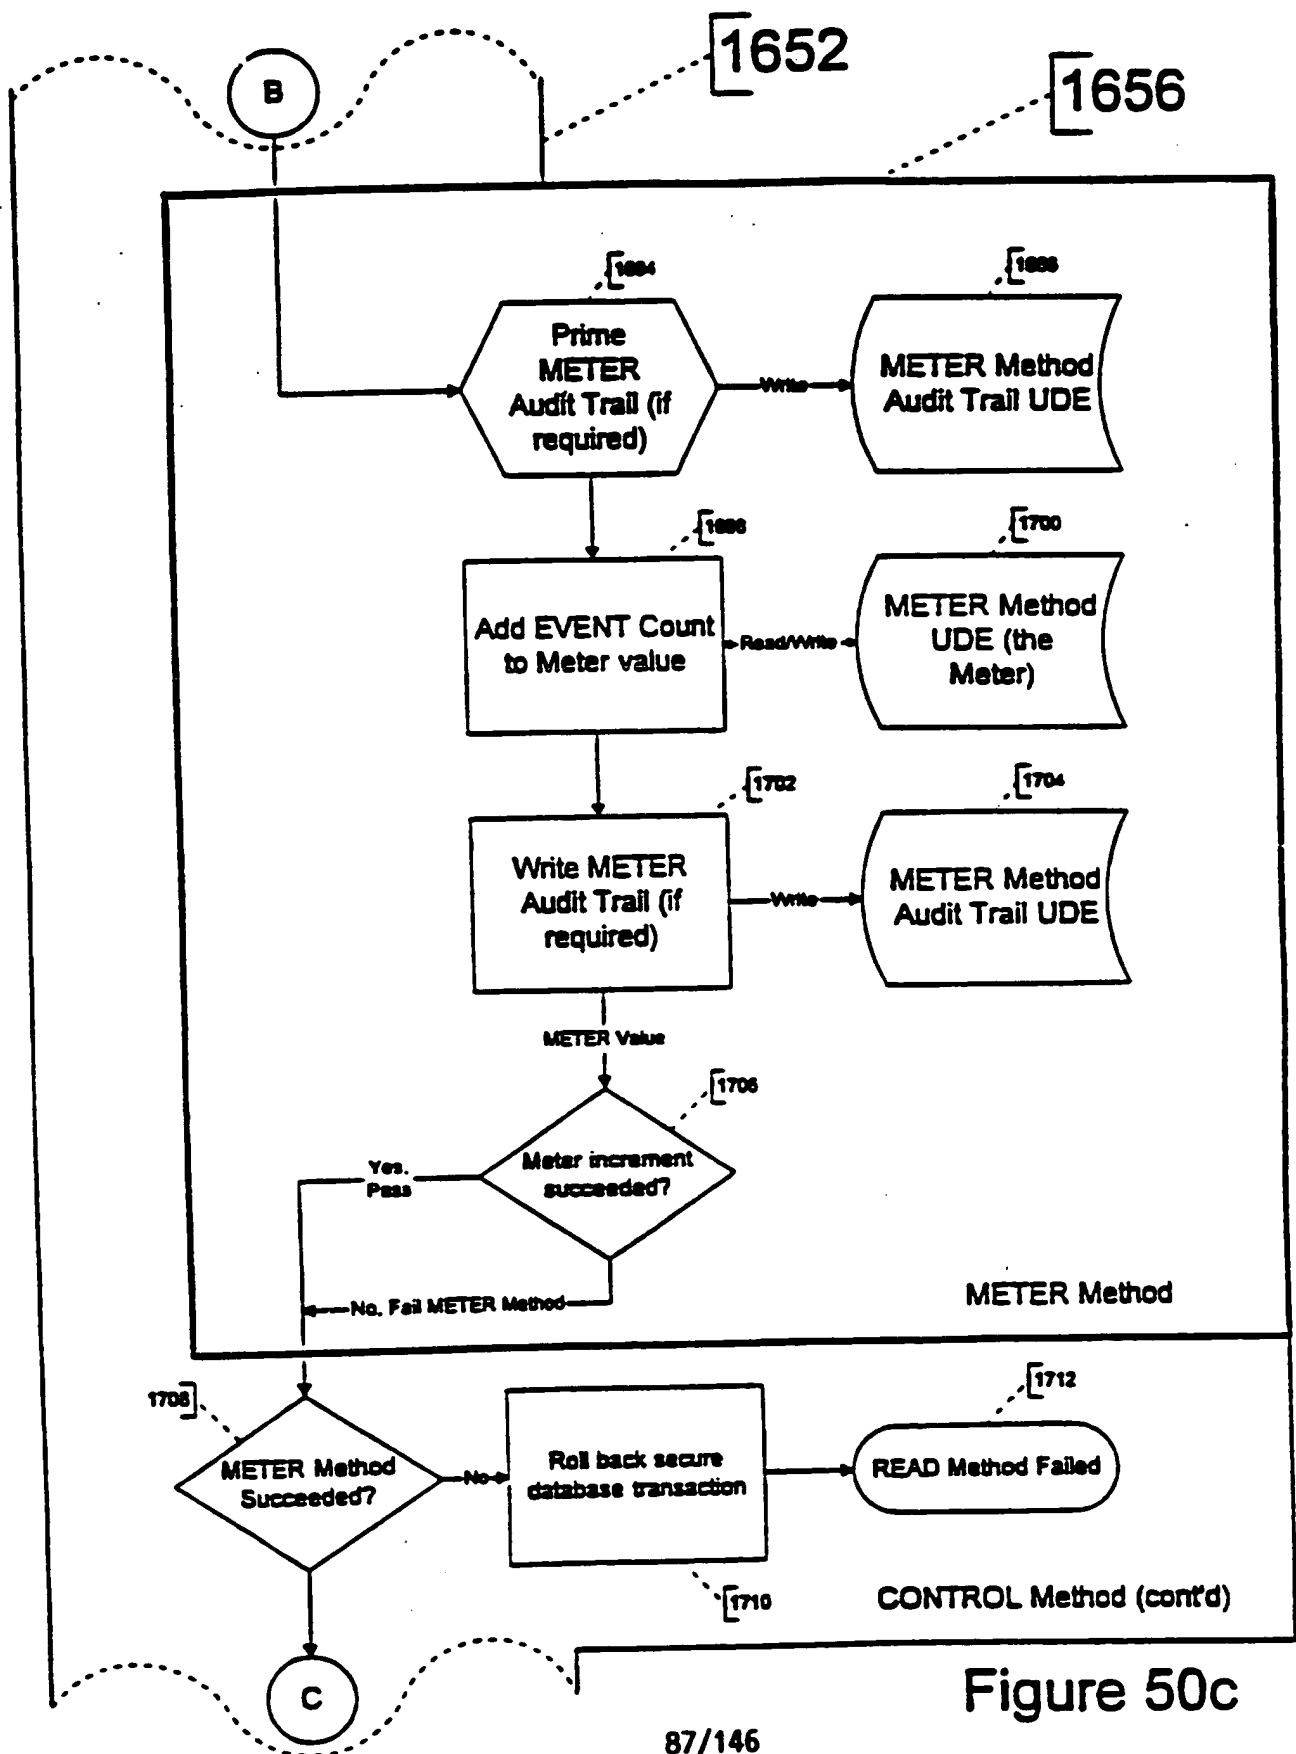 1652
1656
B
Prime
METER
Audit Trail (if
required)
Write
METER Method
Audit Trail UDE
1700
Add EVENT Count
to Meter value
Read/Write
METER Method
UDE (the
Meter)
1702
1704
Write METER
Audit Trail (if
required)
Write
METER Method
Audit Trail UDE
METER Value
1706
Meter increment
succeeded?
Yes.
Pass
No. Fail METER Method
METER Method
1708
1712
METER Method
Succeeded?
No
Roll back secure
database transaction
READ Method Failed
1710
CONTROL Method (cont'd)
C
Figure 50c
87/146